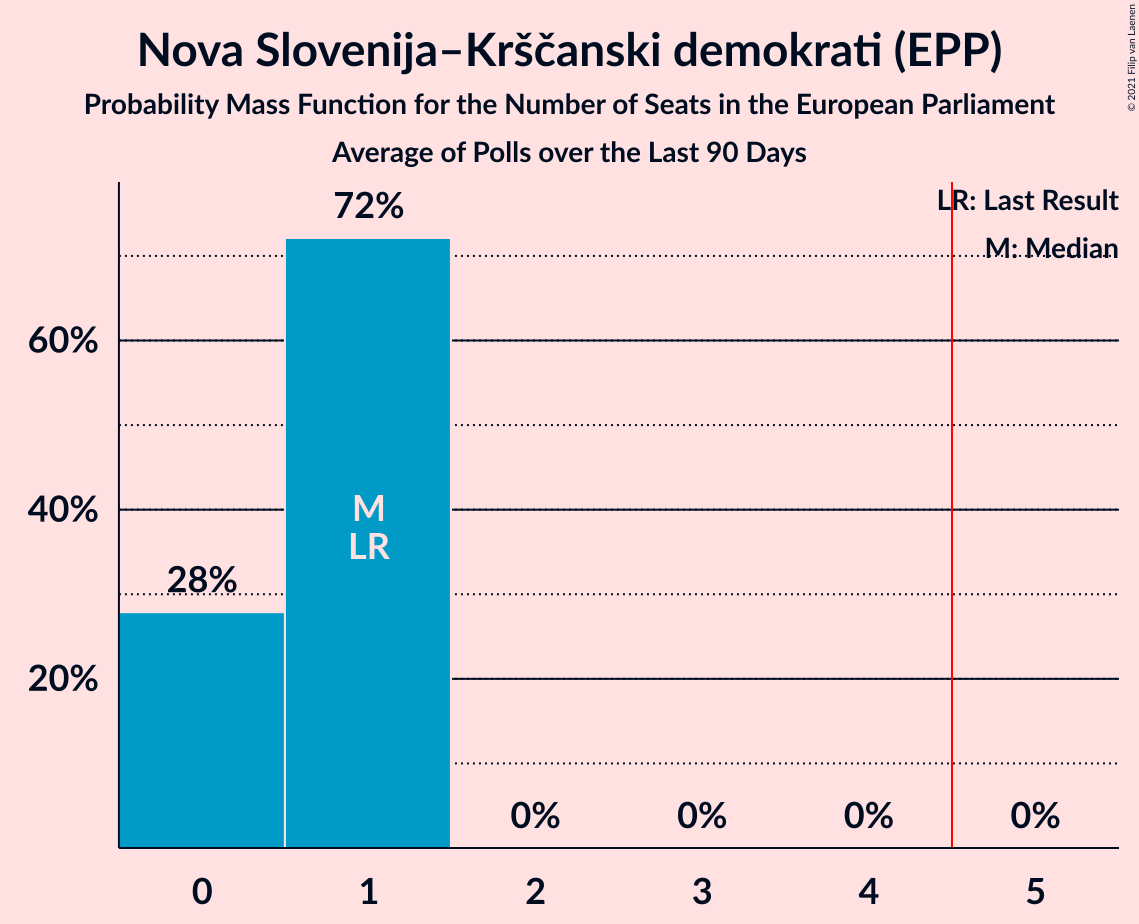 Nova Slovenija–Krščanski demokrati (EPP)
Probability Mass Function for the Number of Seats in the European Parliament
Average of Polls over the Last 90 Days
© 2021 Filip van Laenen
LR: Last Result
M: Median
72%
60%
40%
M
LR
28%
20%
0% 0% 0% 0%
0 1 2 3 4 5